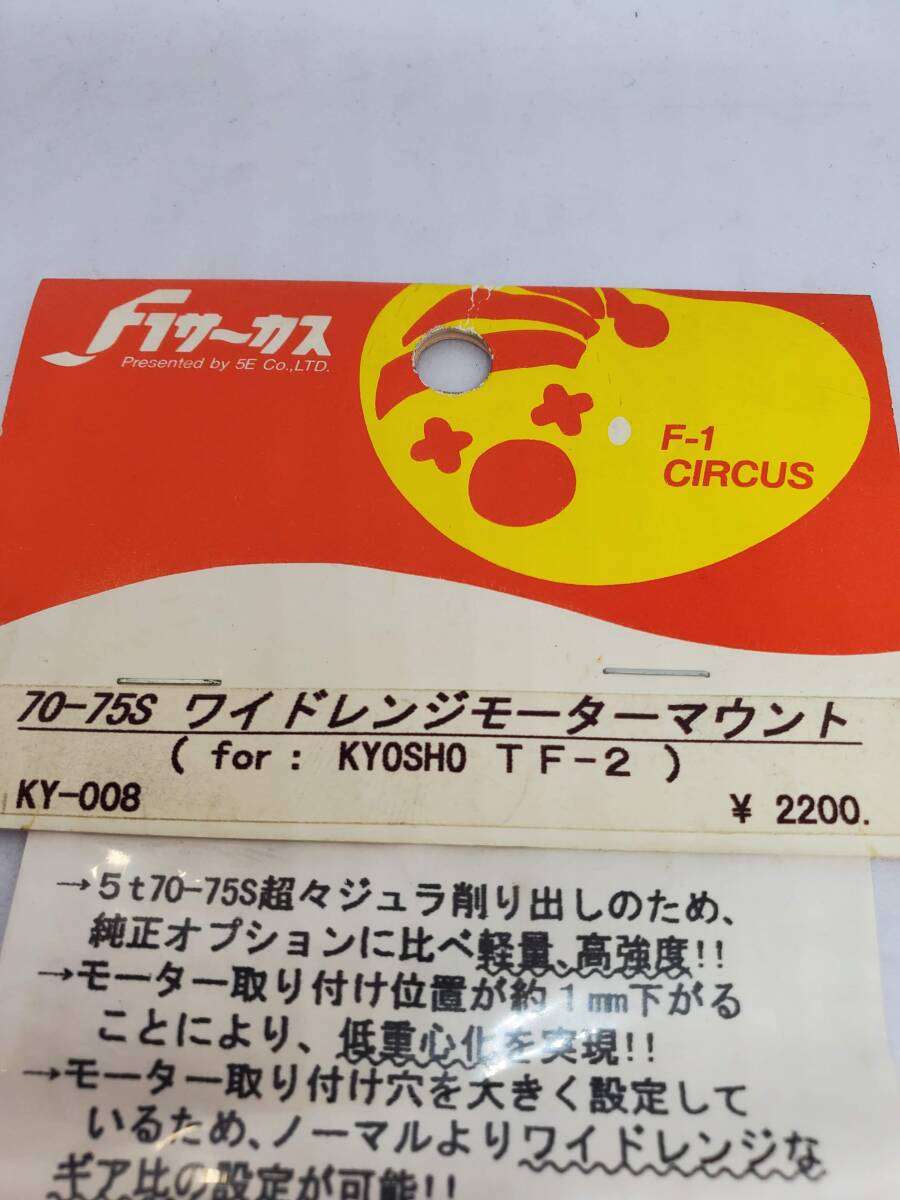 F1サーカス
Presented by 5E Co.,LTD.
F-1
CIRCUS
70-75S ワイドレンジモーターマウント
( for : KYOSHO TF-2 )
KY-008
¥ 2200.
→5t70-75S超々ジュラ削り出しのため、
純正オプションに比べ軽量、高強度!!
→モーター取り付け位置が約1mm下がる
ことにより、低重心化を実現!!
→モーター取り付け穴を大きく設定して
いるため、ノーマルよりワイドレンジな
ギア比の設定が可能!!